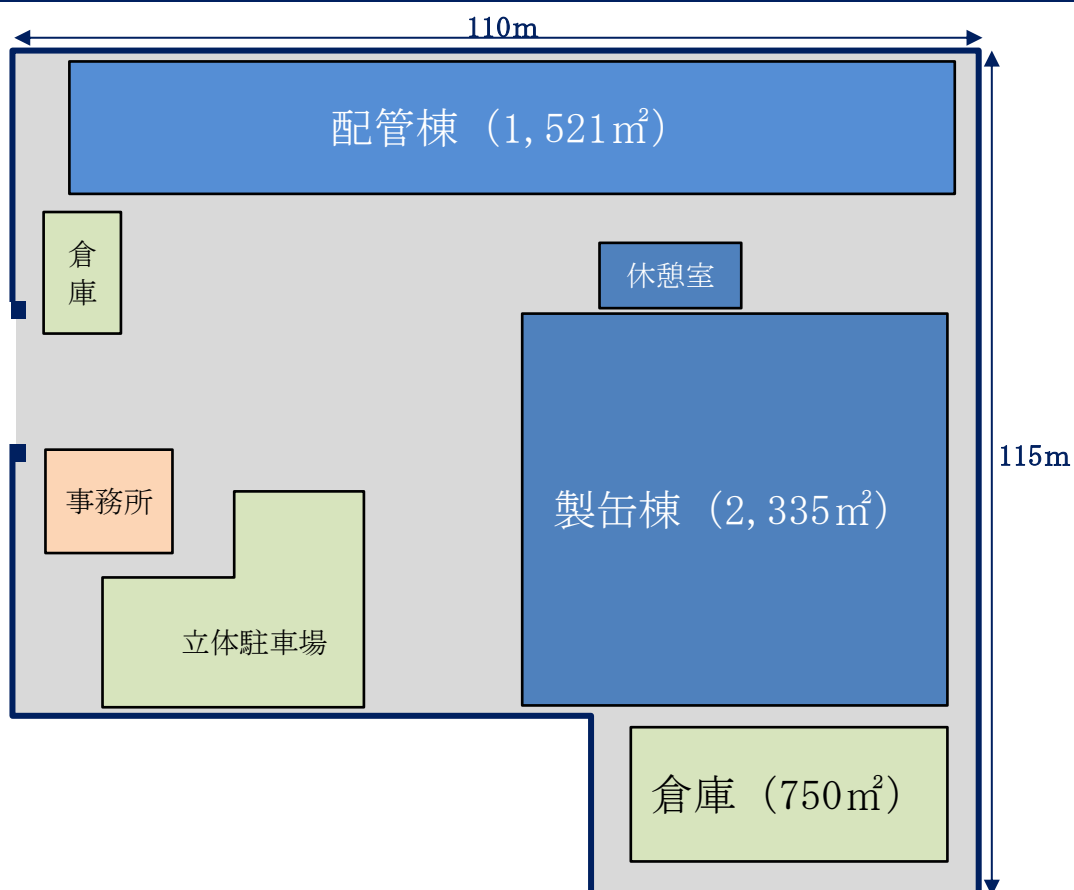 110m
配管棟（1,521㎡）
倉
庫
休憩室
115m
事務所
製缶棟（2,335㎡）
立体駐車場
倉庫（750㎡）